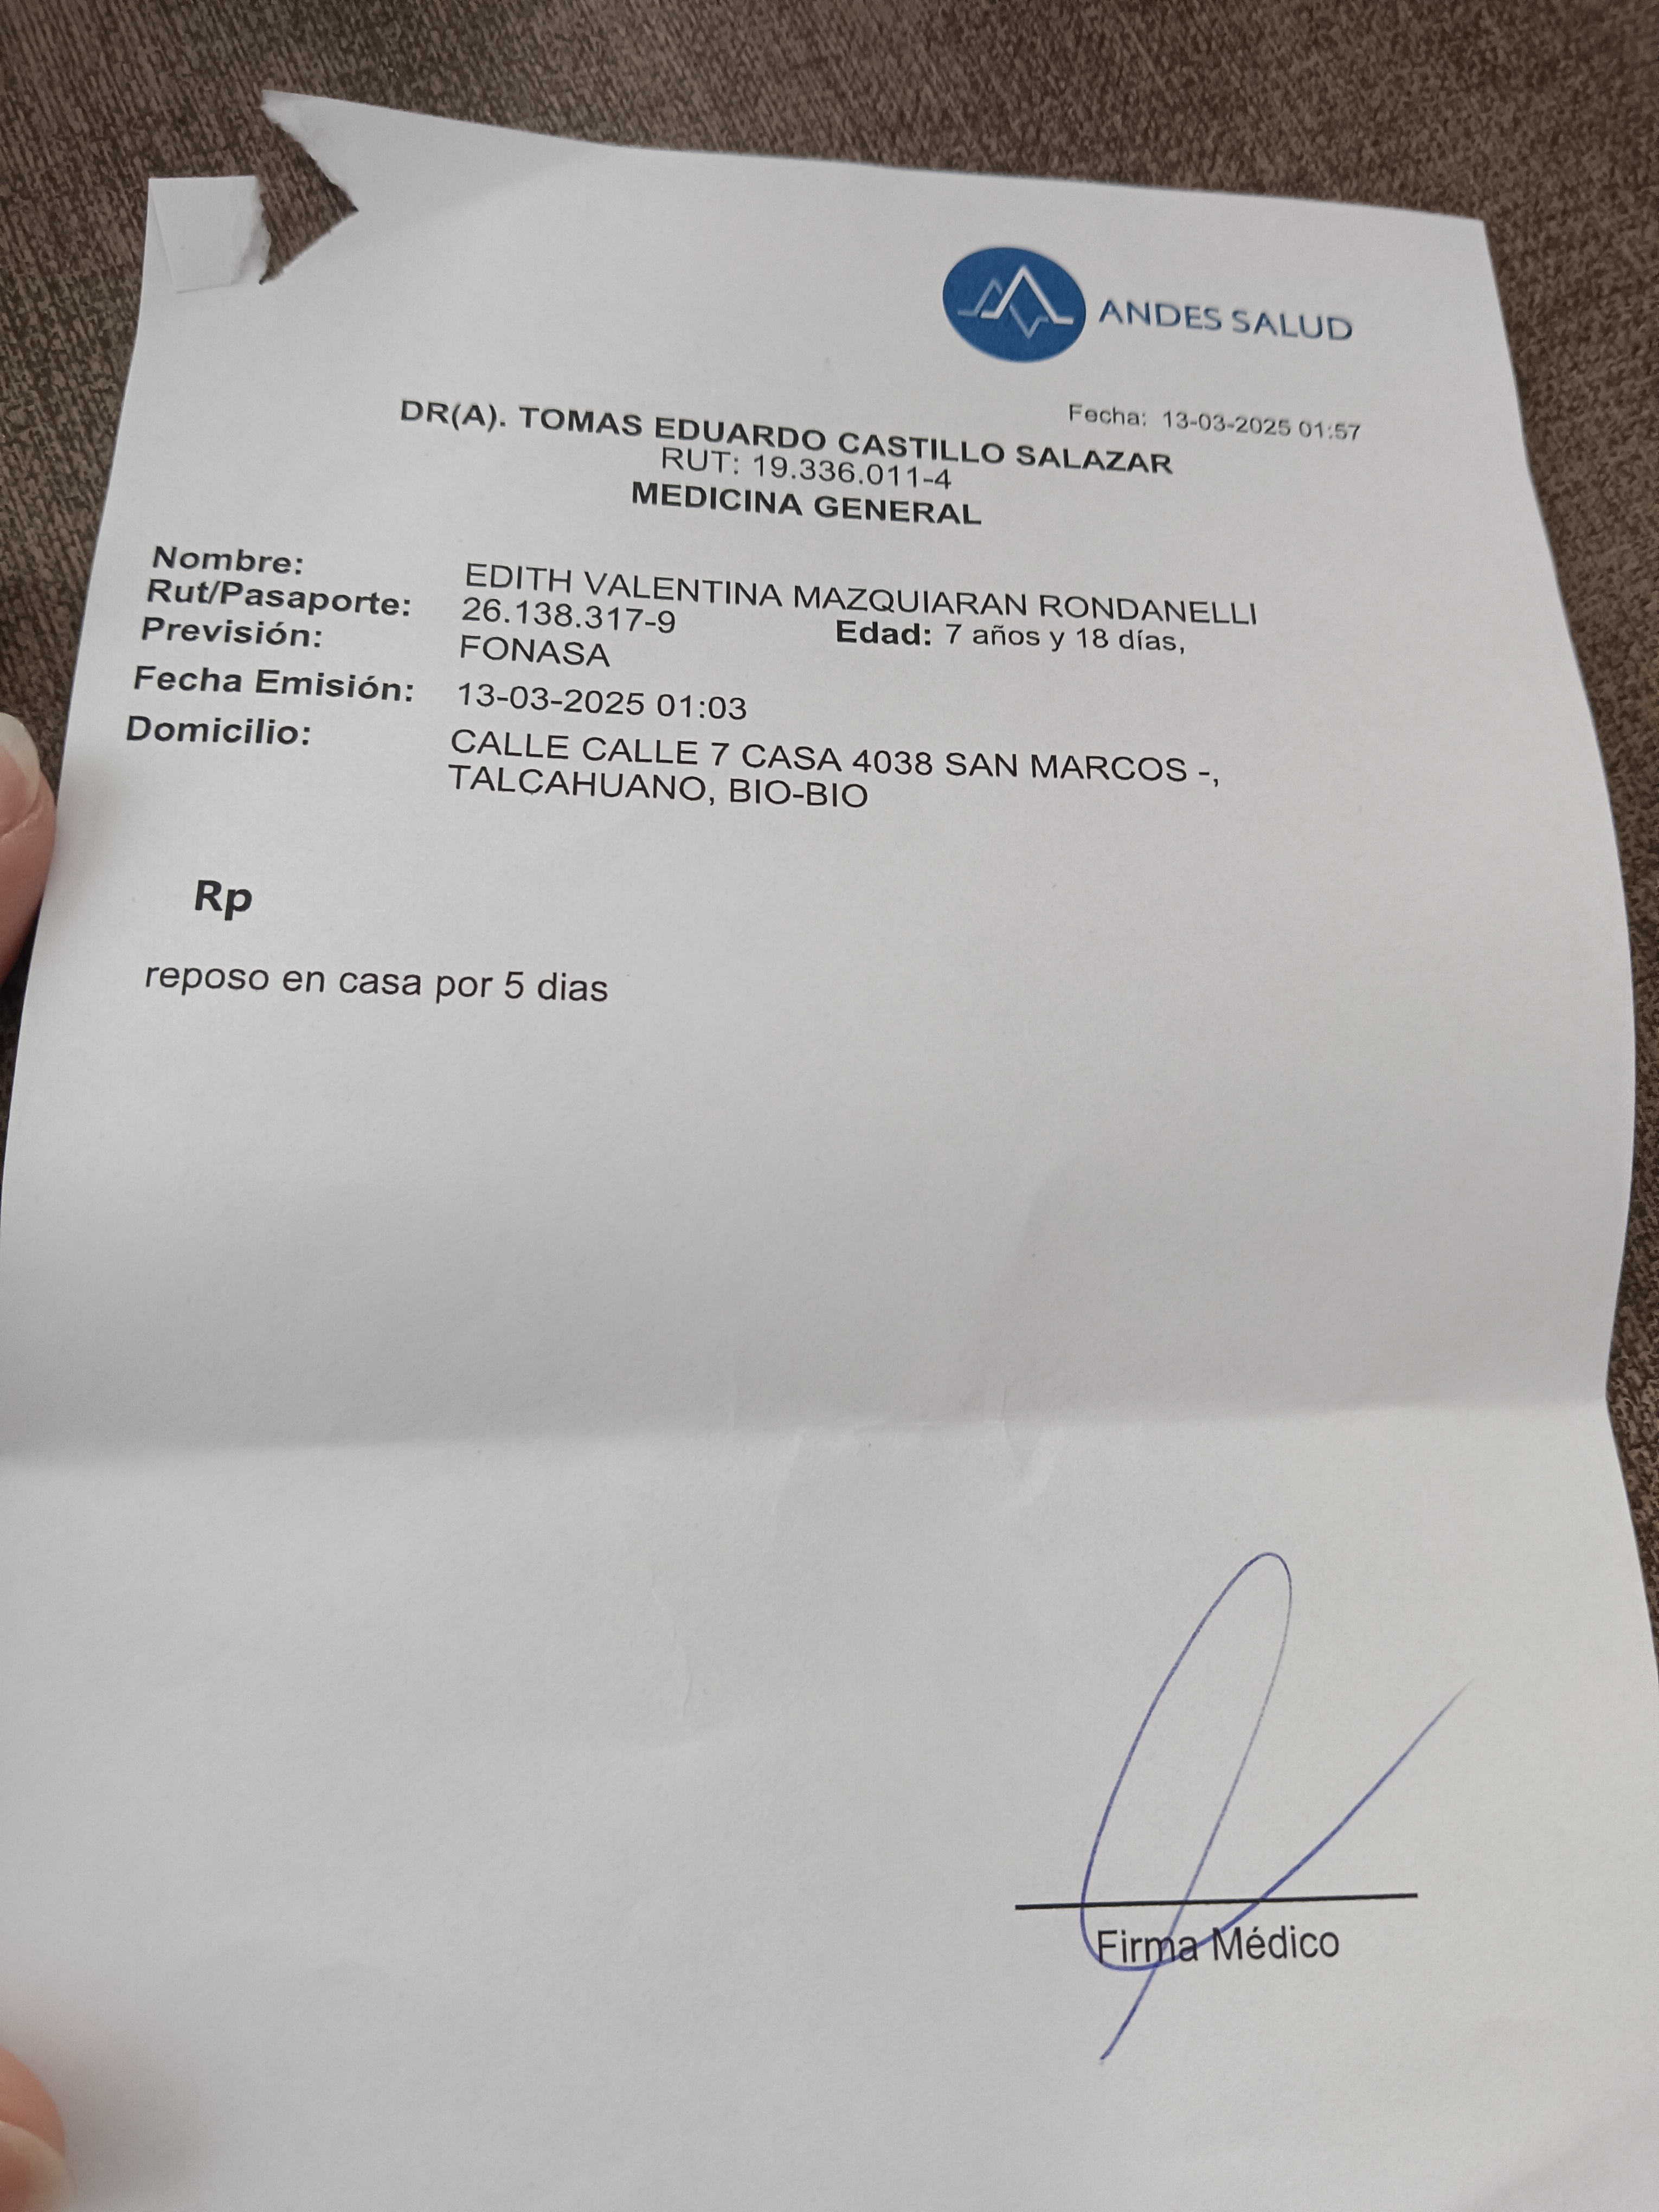 ANDES SALUD
Fecha: 13-03-2025 01:57
DR(A). TOMAS EDUARDO CASTILLO SALAZAR
RUT: 19.336.011-4
MEDICINA GENERAL
Nombre: EDITH VALENTINA MAZQUIARAN RONDANELLI
Rut/Pasaporte: 26.138.317-9 Edad: 7 años y 18 días,
Previsión: FONASA
Fecha Emisión: 13-03-2025 01:03
Domicilio: CALLE CALLE 7 CASA 4038 SAN MARCOS -,
TALCAHUANO, BIO-BIO
Rp
reposo en casa por 5 dias
Firma Médico